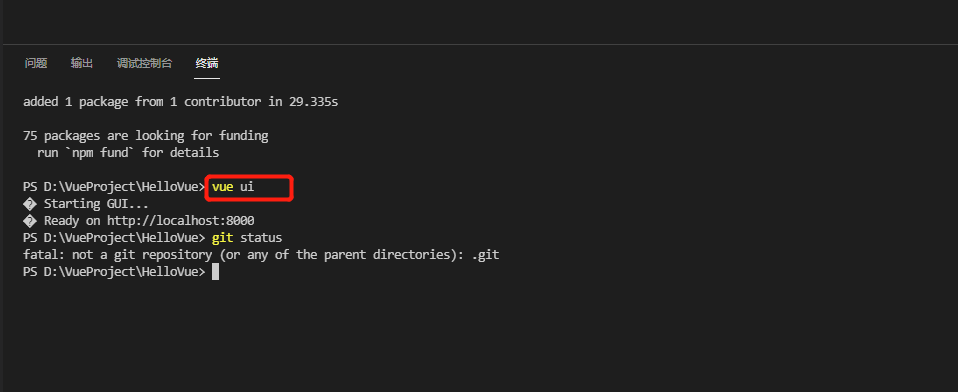 问题 输出 调试控制台 终端
added 1 package from 1 contributor in 29.335s
75 packages are looking for funding
run `npm fund` for details
PS D:\VueProject\HelloVue> vue ui
� Starting GUI...
� Ready on http://localhost:8000
PS D:\VueProject\HelloVue> git status
fatal: not a git repository (or any of the parent directories): .git
PS D:\VueProject\HelloVue>